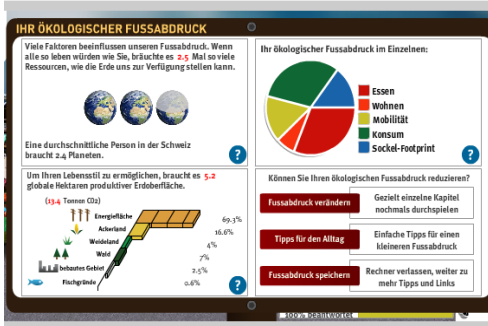 IHR ÖKOLOGISCHER FUSSABDRUCK
Viele Faktoren beeinflussen unseren Fussabdruck. Wenn
alle so leben würden wie Sie, bräuchte es 2.5 Mal so viele
Ressourcen, wie die Erde uns zur Verfügung stellen kann.
Eine durchschnittliche Person in der Schweiz
braucht 2.4 Planeten.
?
Ihr ökologischer Fussabdruck im Einzelnen:
Essen
Wohnen
Mobilität
Konsum
Sockel-Footprint
?
Um Ihren Lebensstil zu ermöglichen, braucht es 5.2
globale Hektaren produktiver Erdoberfläche.
(13.4 Tonnen CO2)
Energiefläche 69.3%
Ackerland 16.6%
Weideland 4%
Wald 7%
bebautes Gebiet 2.5%
Fischgründe 0.6%
?
Können Sie Ihren ökologischen Fussabdruck reduzieren?
Fussabdruck verändern
Gezielt einzelne Kapitel
nochmals durchspielen
Tipps für den Alltag
Einfache Tipps für einen
kleineren Fussabdruck
Fussabdruck speichern
Rechner verlassen, weiter zu
mehr Tipps und Links
100% beantwortet